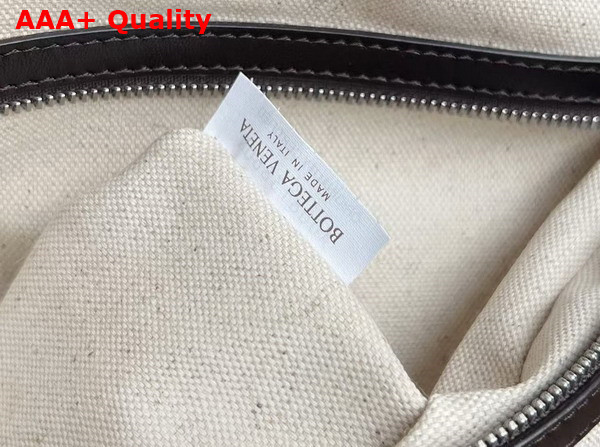 AAA+ Quality
BOTTEGA VENETA
MADE IN ITALY